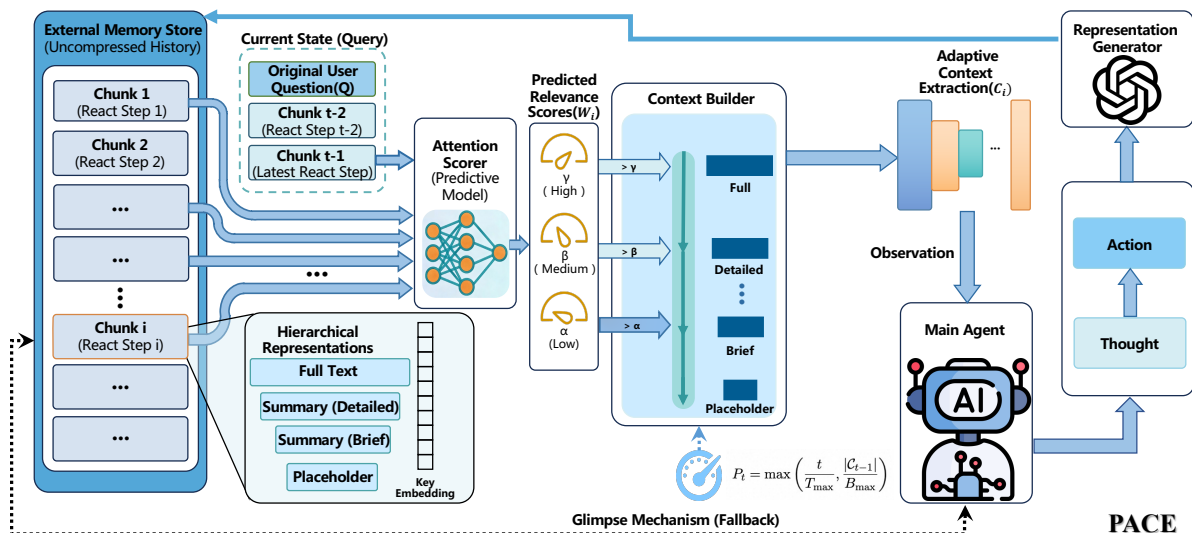 External Memory Store
(Uncompressed History)
Chunk 1
(React Step 1)
Chunk 2
(React Step 2)
...
...
Chunk i
(React Step i)
...
...
Current State (Query)
Original User
Question(Q)
Chunk t-2
(React Step t-2)
Chunk t-1
(Latest React Step)
...
Hierarchical
Representations
Full Text
Summary (Detailed)
Summary (Brief)
Placeholder
Key
Embedding
Attention
Scorer
(Predictive
Model)
Predicted
Relevance
Scores(W_i)
γ
( High )
β
( Medium )
α
(Low)
> γ
> β
> α
Context Builder
Full
Detailed
Brief
Placeholder
P_t = max ( t / T_max , |C_{t−1}| / B_max )
Glimpse Mechanism (Fallback)
Adaptive
Context
Extraction(C_i)
...
Observation
Main Agent
AI
Representation
Generator
Action
Thought
PACE